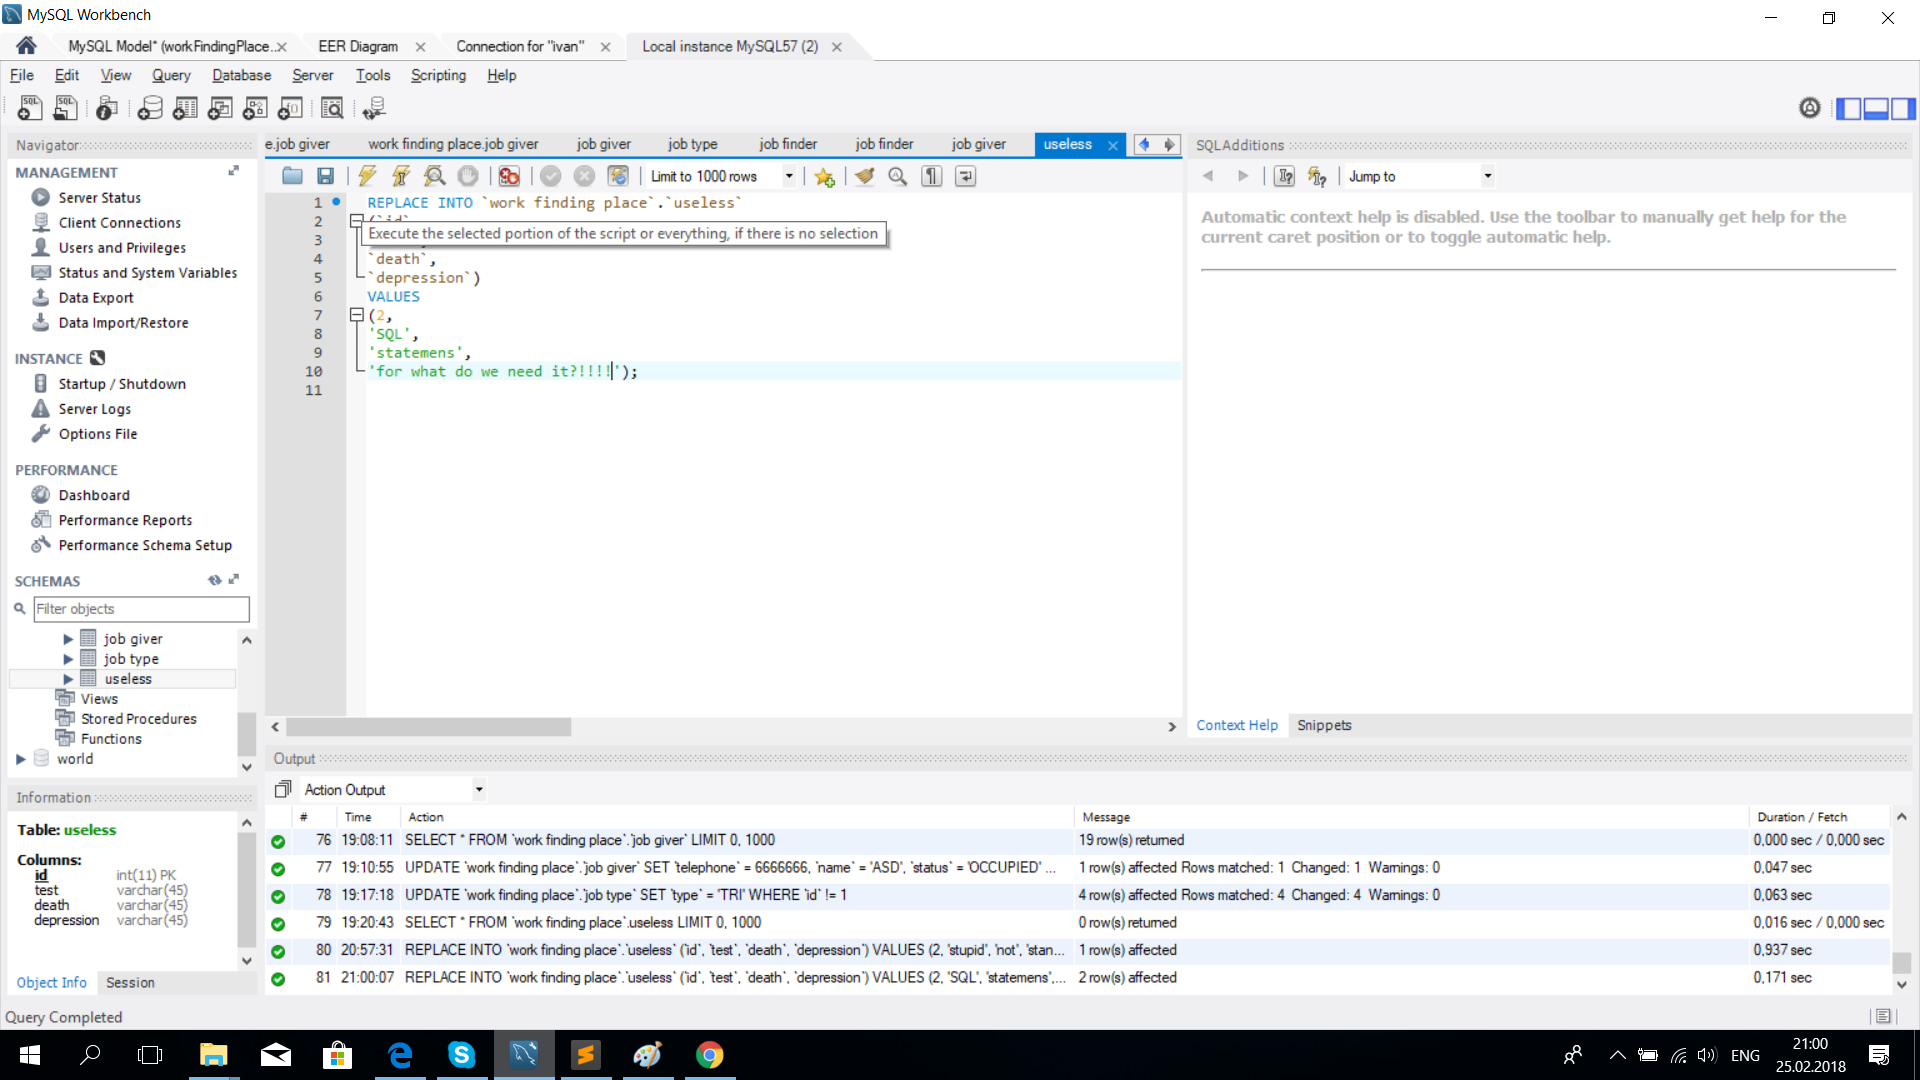 MySQL Workbench
MySQL Model* (workFindingPlace.. EER Diagram Connection for "ivan" Local instance MySQL57 (2)
File Edit View Query Database Server Tools Scripting Help
Navigator
MANAGEMENT
Server Status
Client Connections
Users and Privileges
Status and System Variables
Data Export
Data Import/Restore
INSTANCE
Startup / Shutdown
Server Logs
Options File
PERFORMANCE
Dashboard
Performance Reports
Performance Schema Setup
SCHEMAS
Filter objects
job giver
job type
useless
Views
Stored Procedures
Functions
world
Information
Table: useless
Columns:
id int(11) PK
test varchar(45)
death varchar(45)
depression varchar(45)
Object Info Session
e.job giver work finding place.job giver job giver job type job finder job finder job giver useless
Limit to 1000 rows
1 REPLACE INTO `work finding place`.`useless`
2 (`id`,
Execute the selected portion of the script or everything, if there is no selection
3
4 `death`,
5 `depression`)
6 VALUES
7 (2,
8 'SQL',
9 'statemens',
10 'for what do we need it?!!!!');
11
SQLAdditions
Jump to
Automatic context help is disabled. Use the toolbar to manually get help for the
current caret position or to toggle automatic help.
Context Help Snippets
Output
Action Output
# Time Action Message Duration / Fetch
76 19:08:11 SELECT * FROM `work finding place`.`job giver` LIMIT 0, 1000 19 row(s) returned 0,000 sec / 0,000 sec
77 19:10:55 UPDATE `work finding place`.`job giver` SET `telephone` = 6666666, `name` = 'ASD', `status` = 'OCCUPIED' ... 1 row(s) affected Rows matched: 1 Changed: 1 Warnings: 0 0,047 sec
78 19:17:18 UPDATE `work finding place`.`job type` SET `type` = 'TRI' WHERE `id` != 1 4 row(s) affected Rows matched: 4 Changed: 4 Warnings: 0 0,063 sec
79 19:20:43 SELECT * FROM `work finding place`.useless LIMIT 0, 1000 0 row(s) returned 0,016 sec / 0,000 sec
80 20:57:31 REPLACE INTO `work finding place`.`useless` (`id`, `test`, `death`, `depression`) VALUES (2, 'stupid', 'not', 'stan... 1 row(s) affected 0,937 sec
81 21:00:07 REPLACE INTO `work finding place`.`useless` (`id`, `test`, `death`, `depression`) VALUES (2, 'SQL', 'statemens',... 2 row(s) affected 0,171 sec
Query Completed
ENG
21:00
25.02.2018